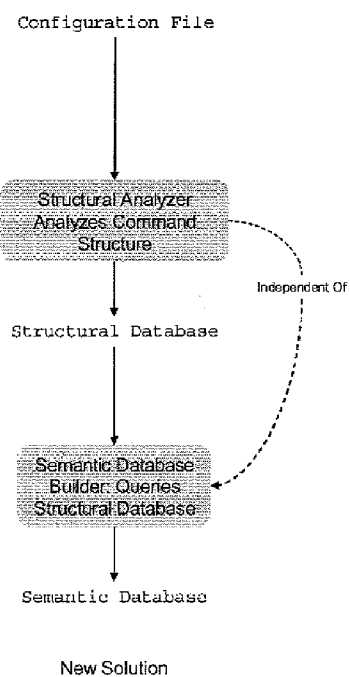 Configuration File
Structural Analyzer
Analyzes Command
Structure
Independent Of
Structural Database
Semantic Database
Builder: Queries
Structural Database
Semantic Database
New Solution